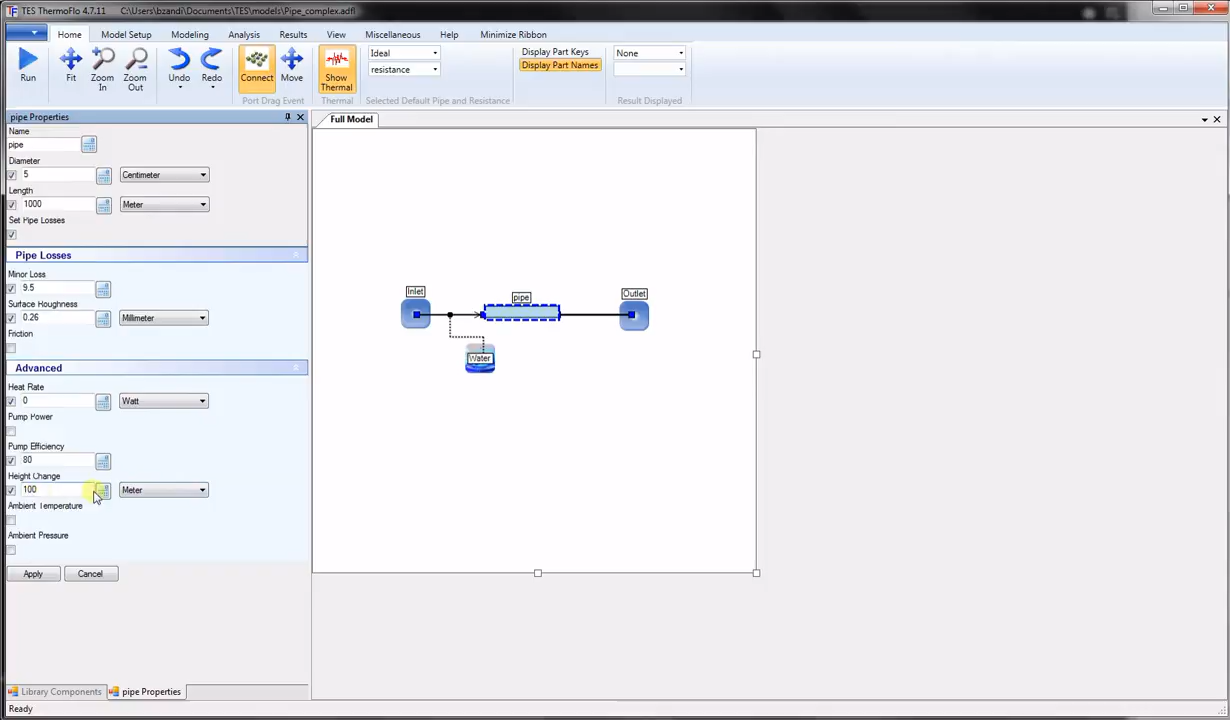 TES ThermoFlo 4.7.11 C:\Users\bzandi\Documents\TES\models\Pipe_complex.adfl
Home Model Setup Modeling Analysis Results View Miscellaneous Help Minimize Ribbon
Run Fit Zoom In Zoom Out Undo Redo Connect Move Show Thermal
Ideal
resistance
Display Part Keys
Display Part Names
None
Port Drag Event Thermal Selected Default Pipe and Resistance Result Displayed
pipe Properties
Full Model
Name
pipe
Diameter
5 Centimeter
Length
1000 Meter
Set Pipe Losses
Pipe Losses
Minor Loss
9.5
Surface Roughness
0.26 Millimeter
Friction
Advanced
Heat Rate
0 Watt
Pump Power
Pump Efficiency
80
Height Change
100 Meter
Ambient Temperature
Ambient Pressure
Apply Cancel
Inlet pipe Outlet
Water
Library Components pipe Properties
Ready